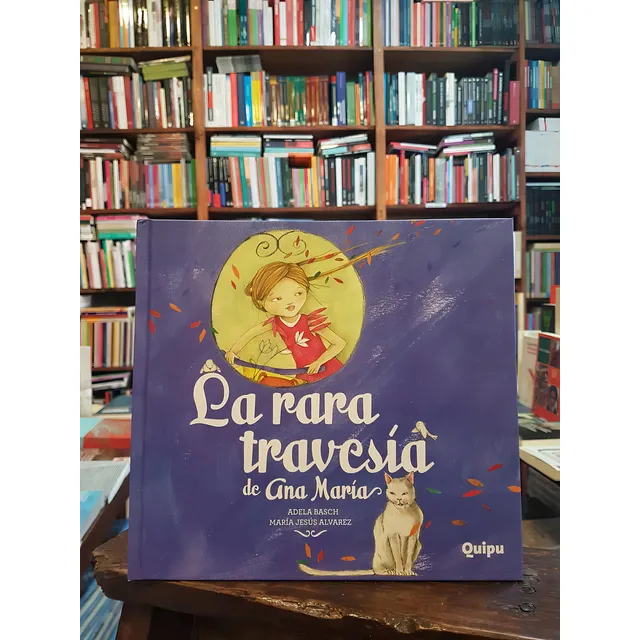 La rara
travesía
de Ana María
ADELA BASCH
MARÍA JESÚS ALVAREZ
Quipu